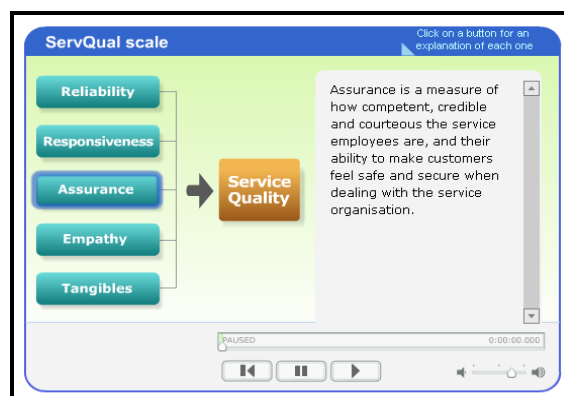 ServQual scale
Click on a button for an
explanation of each one
Reliability
Responsiveness
Assurance
Empathy
Tangibles
Service
Quality
Assurance is a measure of
how competent, credible
and courteous the service
employees are, and their
ability to make customers
feel safe and secure when
dealing with the service
organisation.
PAUSED
0:00:00.000